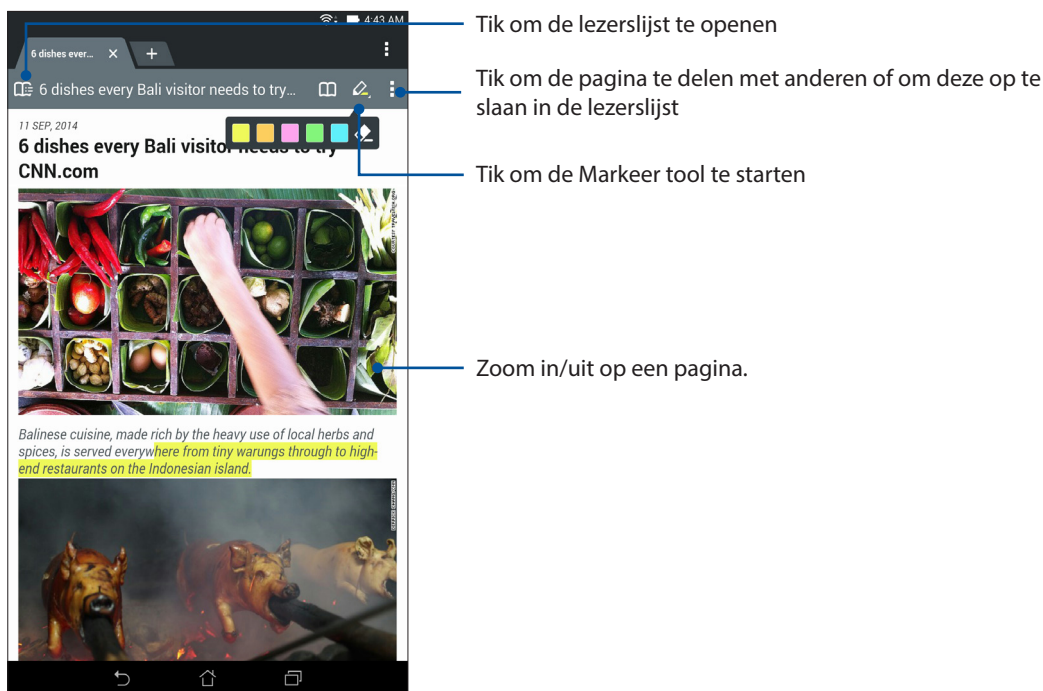 4:43 AM
Tik om de lezerslijst te openen
6 dishes ever...
6 dishes every Bali visitor needs to try...
Tik om de pagina te delen met anderen of om deze op te
slaan in de lezerslijst
11 SEP, 2014
6 dishes every Bali visitor needs to try
CNN.com
Tik om de Markeer tool te starten
Zoom in/uit op een pagina.
Balinese cuisine, made rich by the heavy use of local herbs and
spices, is served everywhere from tiny warungs through to high-
end restaurants on the Indonesian island.